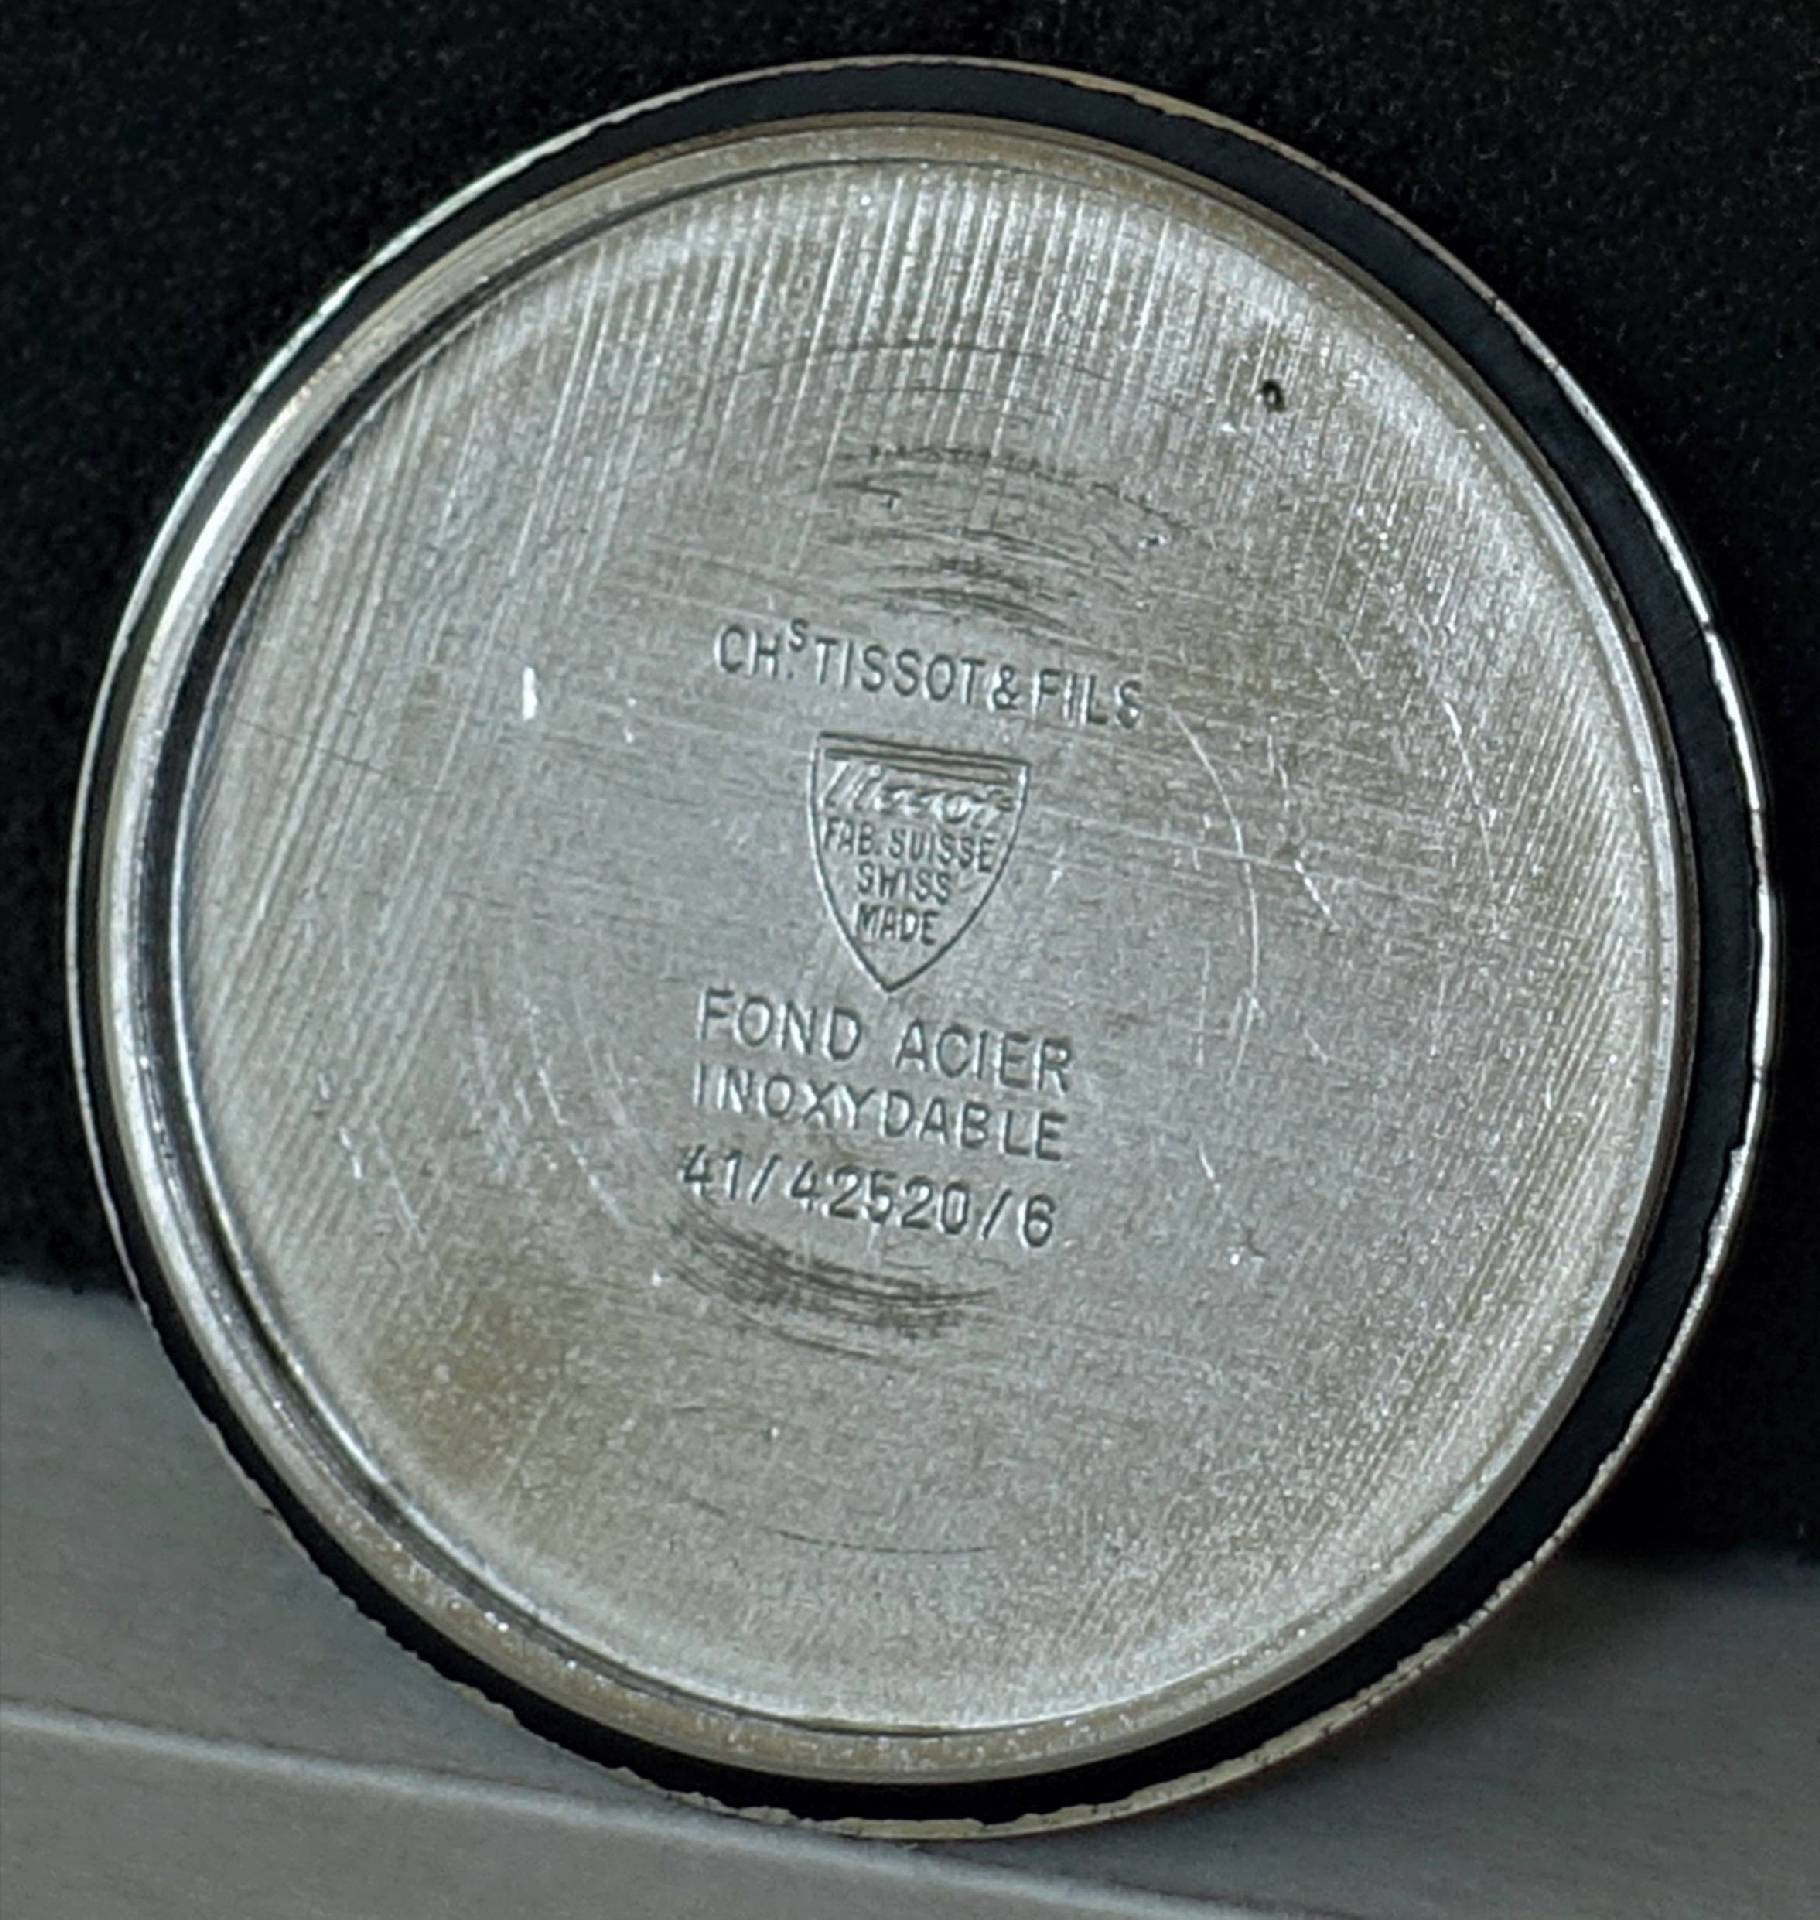 CHˢ. TISSOT & FILS
Tissot
FAB. SUISSE
SWISS
MADE
FOND ACIER
INOXYDABLE
41/42520/6